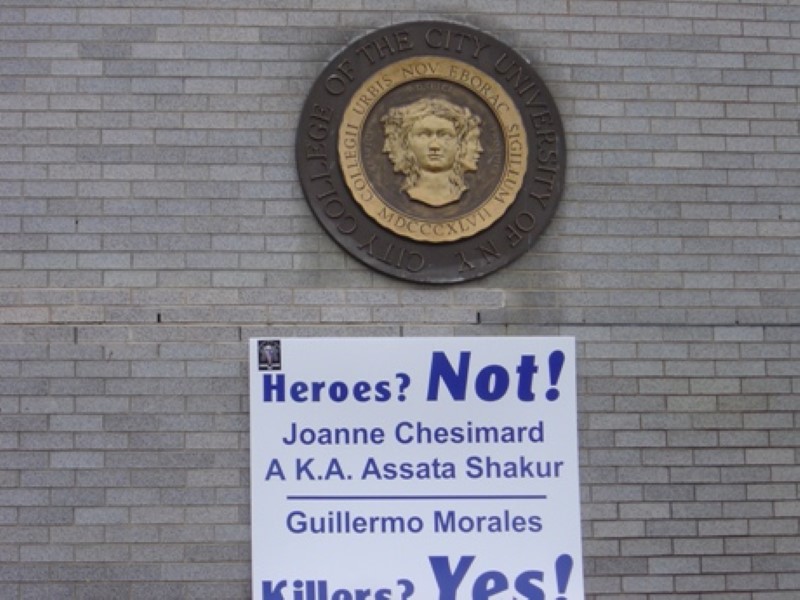 CITY COLLEGE OF THE CITY UNIVERSITY OF N.Y.
COLLEGII URBIS NOV EBORAC SIGILLUM
MDCCCXLVII
Heroes? Not!
Joanne Chesimard
A K.A. Assata Shakur
Guillermo Morales
Killers? Yes!